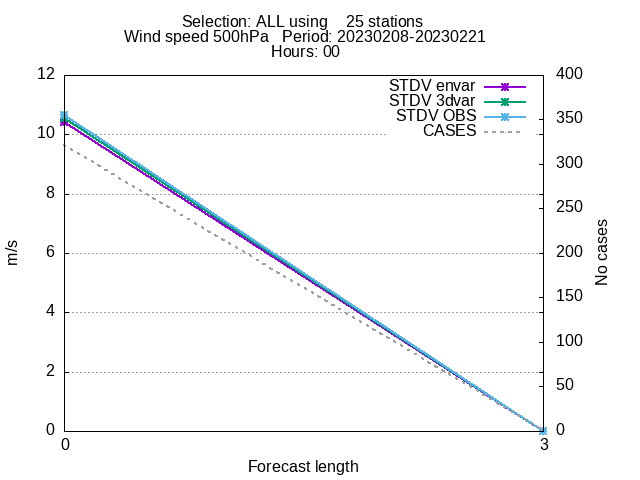 Selection: ALL using 25 stations
Wind speed 500hPa Period: 20230208-20230221
Hours: 00
STDV envar
STDV 3dvar
STDV OBS
CASES
12
10
8
6
4
2
0
400
350
300
250
200
150
100
50
0
m/s
No cases
0
3
Forecast length